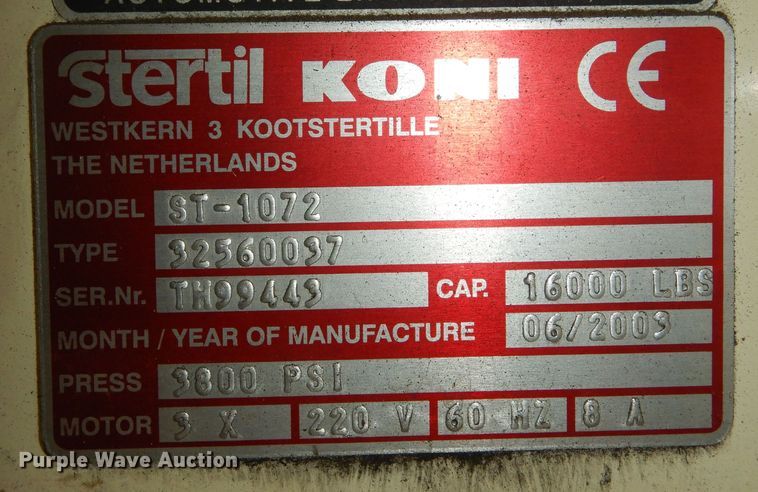 AUTOMOTIVE
stertil KONI CE
WESTKERN 3 KOOTSTERTILLE
THE NETHERLANDS
MODEL ST-1072
TYPE 32560037
SER.Nr. TH99443 CAP. 16000 LBS
MONTH / YEAR OF MANUFACTURE 06/2003
PRESS 3800 PSI
MOTOR 3 X 220 V 60 HZ 8 A
Purple Wave Auction